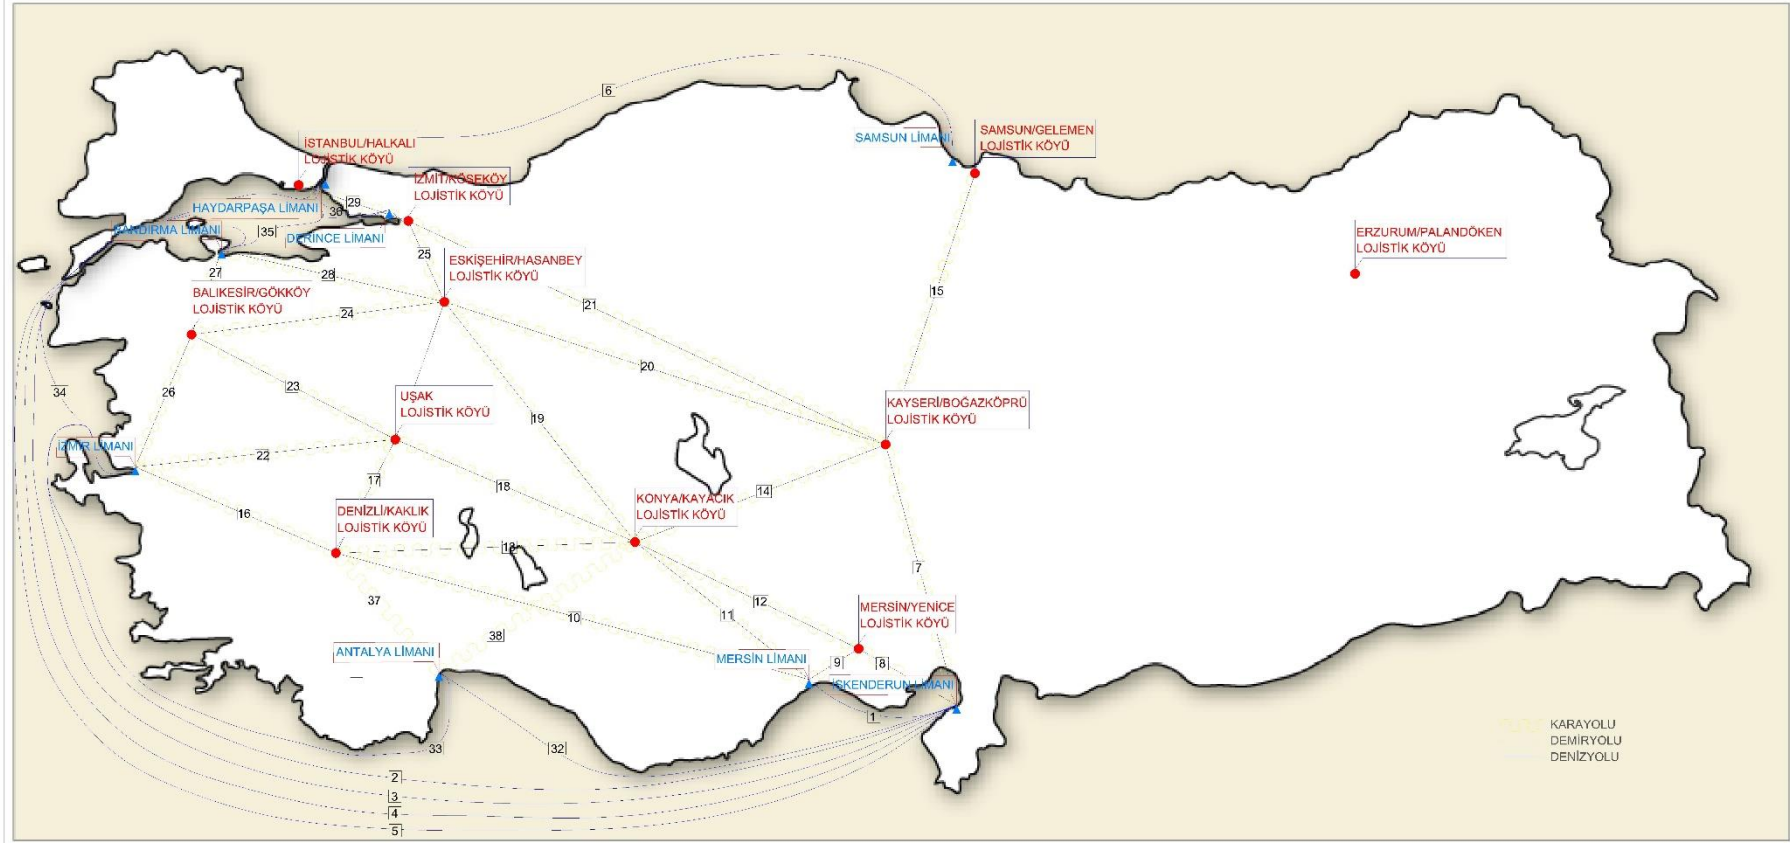 6
İSTANBUL/HALKALI
LOJİSTİK KÖYÜ
SAMSUN LİMANI
SAMSUN/GELEMEN
LOJİSTİK KÖYÜ
İZMİT/KÖSEKÖY
LOJİSTİK KÖYÜ
HAYDARPAŞA LİMANI
29
30
BANDIRMA LİMANI
35
DERİNCE LİMANI
ERZURUM/PALANDÖKEN
LOJİSTİK KÖYÜ
25
ESKİŞEHİR/HASANBEY
LOJİSTİK KÖYÜ
27
28
15
BALIKESİR/GÖKKÖY
LOJİSTİK KÖYÜ
24
21
20
34
26
23
UŞAK
LOJİSTİK KÖYÜ
19
KAYSERİ/BOĞAZKÖPRÜ
LOJİSTİK KÖYÜ
İZMİR LİMANI
22
17
18
14
KONYA/KAYACIK
LOJİSTİK KÖYÜ
16
DENİZLİ/KAKLIK
LOJİSTİK KÖYÜ
13
7
37
10
11
12
MERSİN/YENİCE
LOJİSTİK KÖYÜ
38
ANTALYA LİMANI
MERSİN LİMANI
9
8
İSKENDERUN LİMANI
1
33
32
2
3
4
5
KARAYOLU
DEMİRYOLU
DENİZYOLU